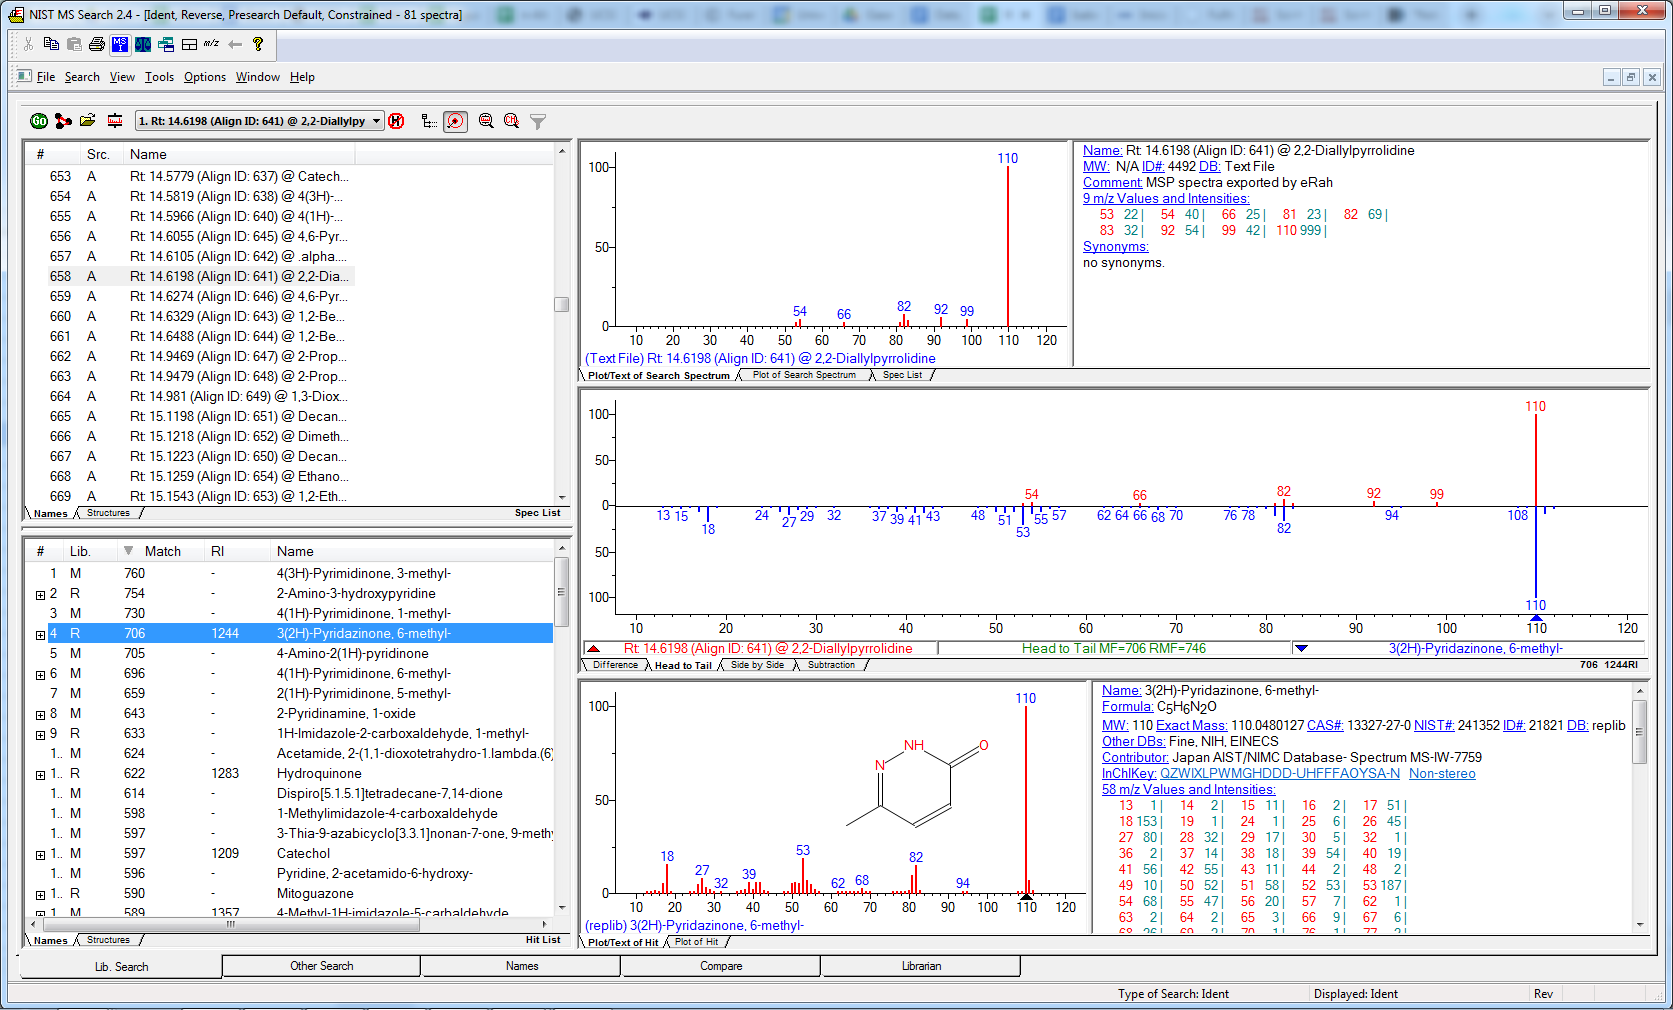 NIST MS Search 2.4 - [Ident, Reverse, Presearch Default, Constrained - 81 spectra]
File Search View Tools Options Window Help
1. Rt: 14.6198 (Align ID: 641) @ 2,2-Diallylpy
# Src. Name
653 A Rt: 14.5779 (Align ID: 637) @ Catech...
654 A Rt: 14.5819 (Align ID: 638) @ 4(3H)-...
655 A Rt: 14.5966 (Align ID: 640) @ 4(1H)-...
656 A Rt: 14.6055 (Align ID: 645) @ 4,6-Pyr...
657 A Rt: 14.6105 (Align ID: 642) @ .alpha....
658 A Rt: 14.6198 (Align ID: 641) @ 2,2-Dia...
659 A Rt: 14.6274 (Align ID: 646) @ 4,6-Pyr...
660 A Rt: 14.6329 (Align ID: 643) @ 1,2-Be...
661 A Rt: 14.6488 (Align ID: 644) @ 1,2-Be...
662 A Rt: 14.9469 (Align ID: 647) @ 2-Prop...
663 A Rt: 14.9479 (Align ID: 648) @ 2-Prop...
664 A Rt: 14.981 (Align ID: 649) @ 1,3-Diox...
665 A Rt: 15.1198 (Align ID: 651) @ Decan...
666 A Rt: 15.1218 (Align ID: 652) @ Dimeth...
667 A Rt: 15.1223 (Align ID: 650) @ Decan...
668 A Rt: 15.1259 (Align ID: 654) @ Ethano...
669 A Rt: 15.1543 (Align ID: 653) @ 1,2-Eth...
Names Structures Spec List
# Lib. Match RI Name
1 M 760 - 4(3H)-Pyrimidinone, 3-methyl-
2 R 754 - 2-Amino-3-hydroxypyridine
3 M 730 - 4(1H)-Pyrimidinone, 1-methyl-
4 R 706 1244 3(2H)-Pyridazinone, 6-methyl-
5 M 705 - 4-Amino-2(1H)-pyridinone
6 M 696 - 4(1H)-Pyrimidinone, 6-methyl-
7 M 659 - 2(1H)-Pyrimidinone, 5-methyl-
8 M 643 - 2-Pyridinamine, 1-oxide
9 R 633 - 1H-Imidazole-2-carboxaldehyde, 1-methyl-
1.. M 624 - Acetamide, 2-(1,1-dioxotetrahydro-1.lambda.(6)
1.. R 622 1283 Hydroquinone
1.. M 614 - Dispiro[5.1.5.1]tetradecane-7,14-dione
1.. M 598 - 1-Methylimidazole-4-carboxaldehyde
1.. M 597 - 3-Thia-9-azabicyclo[3.3.1]nonan-7-one, 9-methy
1.. M 597 1209 Catechol
1.. M 596 - Pyridine, 2-acetamido-6-hydroxy-
1.. R 590 - Mitoguazone
1.. M 589 1357 4-Methyl-1H-imidazole-5-carbaldehyde
Names Structures Hit List
100 50 0
54 66 82 92 99 110
10 20 30 40 50 60 70 80 90 100 110 120
(Text File) Rt: 14.6198 (Align ID: 641) @ 2,2-Diallylpyrrolidine
Plot/Text of Search Spectrum Plot of Search Spectrum Spec List
Name: Rt: 14.6198 (Align ID: 641) @ 2,2-Diallylpyrrolidine
MW: N/A ID#: 4492 DB: Text File
Comment: MSP spectra exported by eRah
9 m/z Values and Intensities:
53 22| 54 40| 66 25| 81 23| 82 69|
83 32| 92 54| 99 42| 110 999|
Synonyms:
no synonyms.
100 50 0 50 100
54 66 82 92 99 110
13 15 18 24 27 29 32 37 39 41 43 48 51 53 55 57 62 64 66 68 70 76 78 82 94 108 110
10 20 30 40 50 60 70 80 90 100 110 120
Rt: 14.6198 (Align ID: 641) @ 2,2-Diallylpyrrolidine Head to Tail MF=706 RMF=746 3(2H)-Pyridazinone, 6-methyl-
Difference Head to Tail Side by Side Subtraction 706 1244RI
100 50 0
18 27 32 39 53 62 68 82 94 110
NH O N
10 20 30 40 50 60 70 80 90 100 110 120
(replib) 3(2H)-Pyridazinone, 6-methyl-
Plot/Text of Hit Plot of Hit
Name: 3(2H)-Pyridazinone, 6-methyl-
Formula: C5H6N2O
MW: 110 Exact Mass: 110.0480127 CAS#: 13327-27-0 NIST#: 241352 ID#: 21821 DB: replib
Other DBs: Fine, NIH, EINECS
Contributor: Japan AIST/NIMC Database- Spectrum MS-IW-7759
InChIKey: QZWIXLPWMGHDDD-UHFFFAOYSA-N Non-stereo
58 m/z Values and Intensities:
13 1| 14 2| 15 11| 16 2| 17 51|
18 153| 19 1| 24 1| 25 6| 26 45|
27 80| 28 32| 29 17| 30 5| 32 1|
36 2| 37 14| 38 18| 39 54| 40 19|
41 56| 42 55| 43 11| 44 2| 48 2|
49 10| 50 52| 51 58| 52 53| 53 187|
54 68| 55 47| 56 20| 57 7| 62 1|
63 2| 64 2| 65 3| 66 9| 67 6|
68 26| 69 2| 70 1| 76 1| 77 2|
Lib. Search Other Search Names Compare Librarian
Type of Search: Ident Displayed: Ident Rev